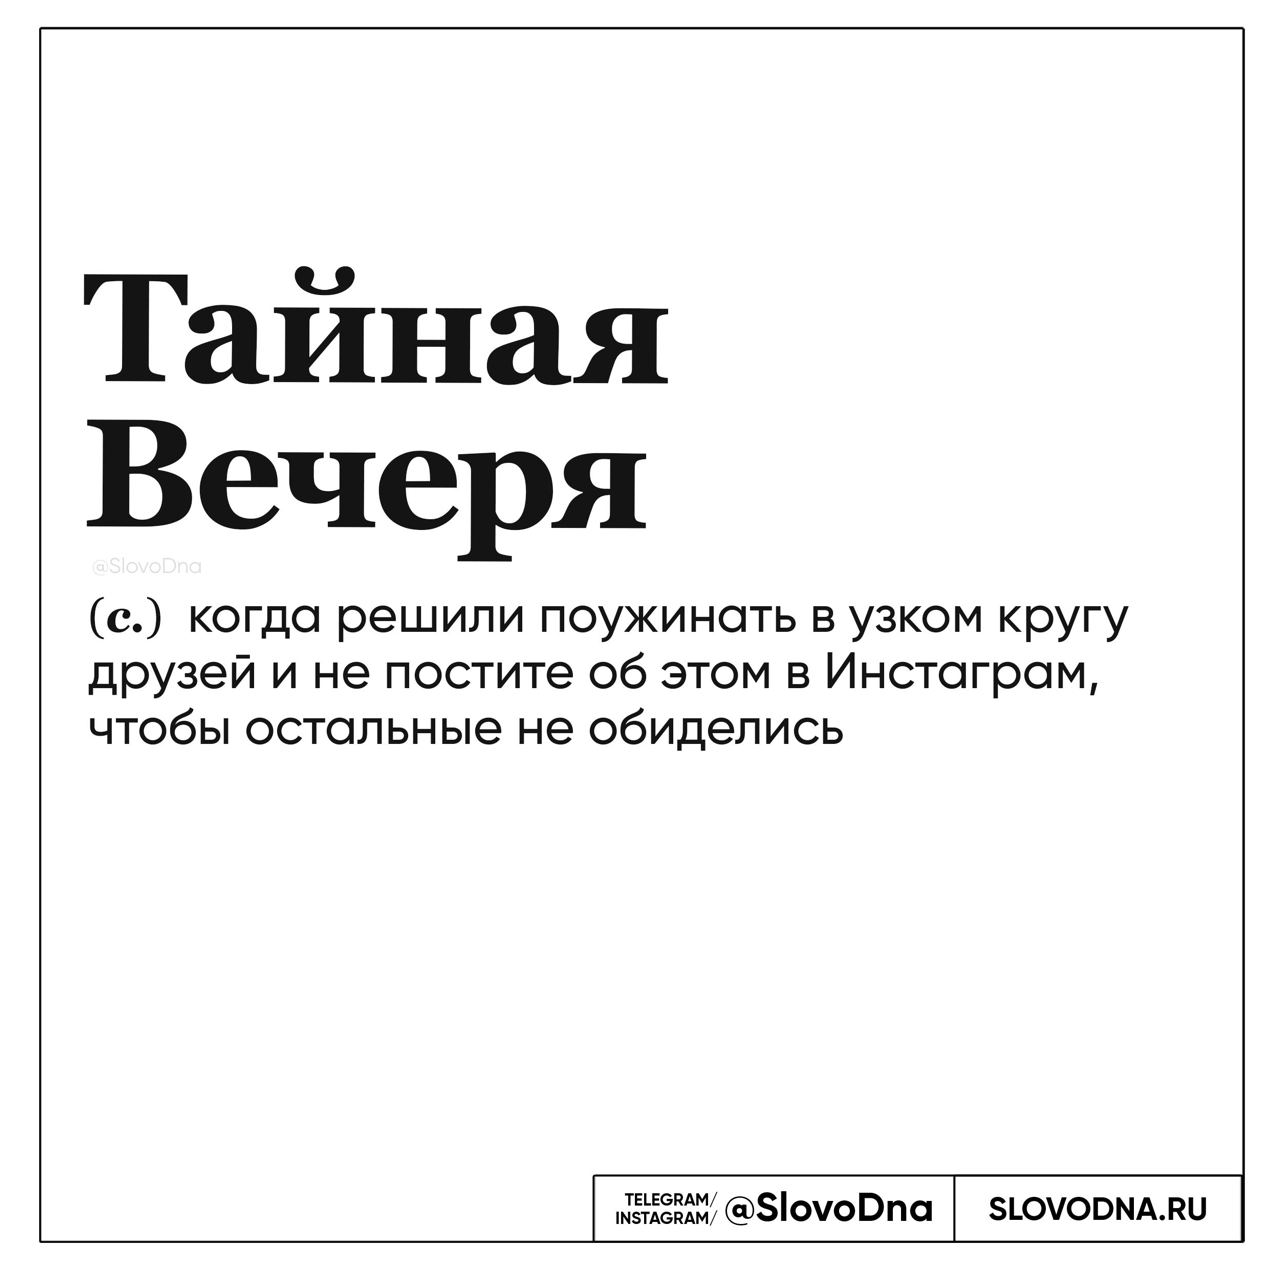 Тайная
Вечеря
@SlovoDna
(с.) когда решили поужинать в узком кругу
друзей и не постите об этом в Инстаграм,
чтобы остальные не обиделись
TELEGRAM/
INSTAGRAM/
@SlovoDna
SLOVODNA.RU